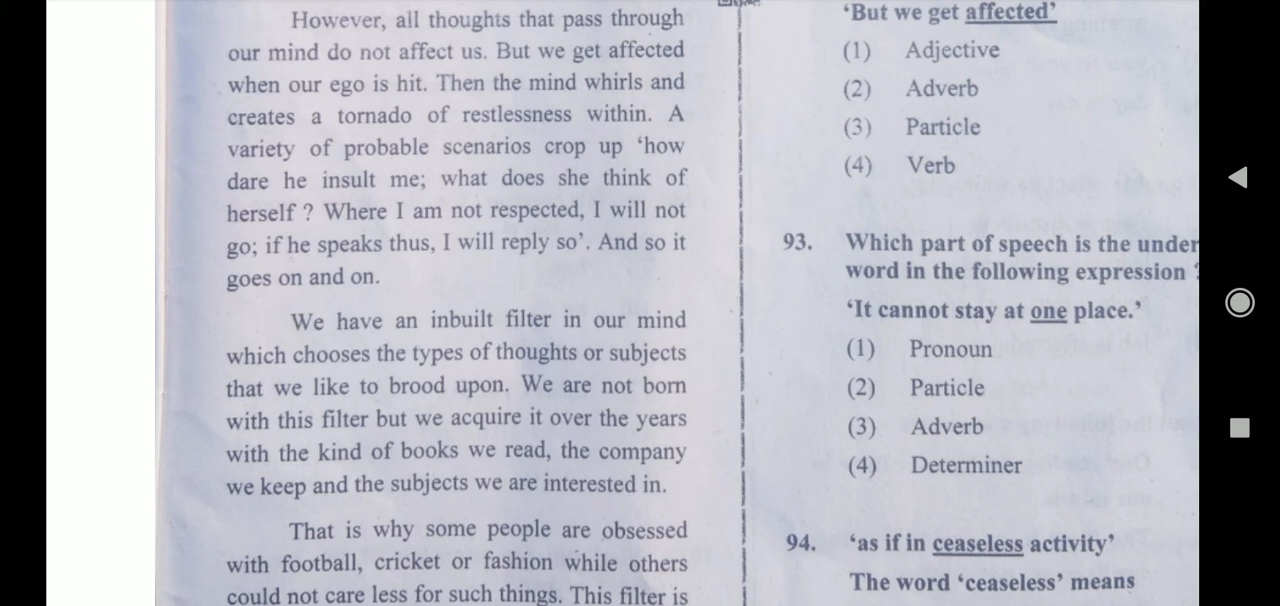 However, all thoughts that pass through
our mind do not affect us. But we get affected
when our ego is hit. Then the mind whirls and
creates a tornado of restlessness within. A
variety of probable scenarios crop up ‘how
dare he insult me; what does she think of
herself ? Where I am not respected, I will not
go; if he speaks thus, I will reply so’. And so it
goes on and on.
We have an inbuilt filter in our mind
which chooses the types of thoughts or subjects
that we like to brood upon. We are not born
with this filter but we acquire it over the years
with the kind of books we read, the company
we keep and the subjects we are interested in.
That is why some people are obsessed
with football, cricket or fashion while others
could not care less for such things. This filter is
‘But we get affected’
(1) Adjective
(2) Adverb
(3) Particle
(4) Verb
93. Which part of speech is the under
word in the following expression ?
‘It cannot stay at one place.’
(1) Pronoun
(2) Particle
(3) Adverb
(4) Determiner
94. ‘as if in ceaseless activity’
The word ‘ceaseless’ means